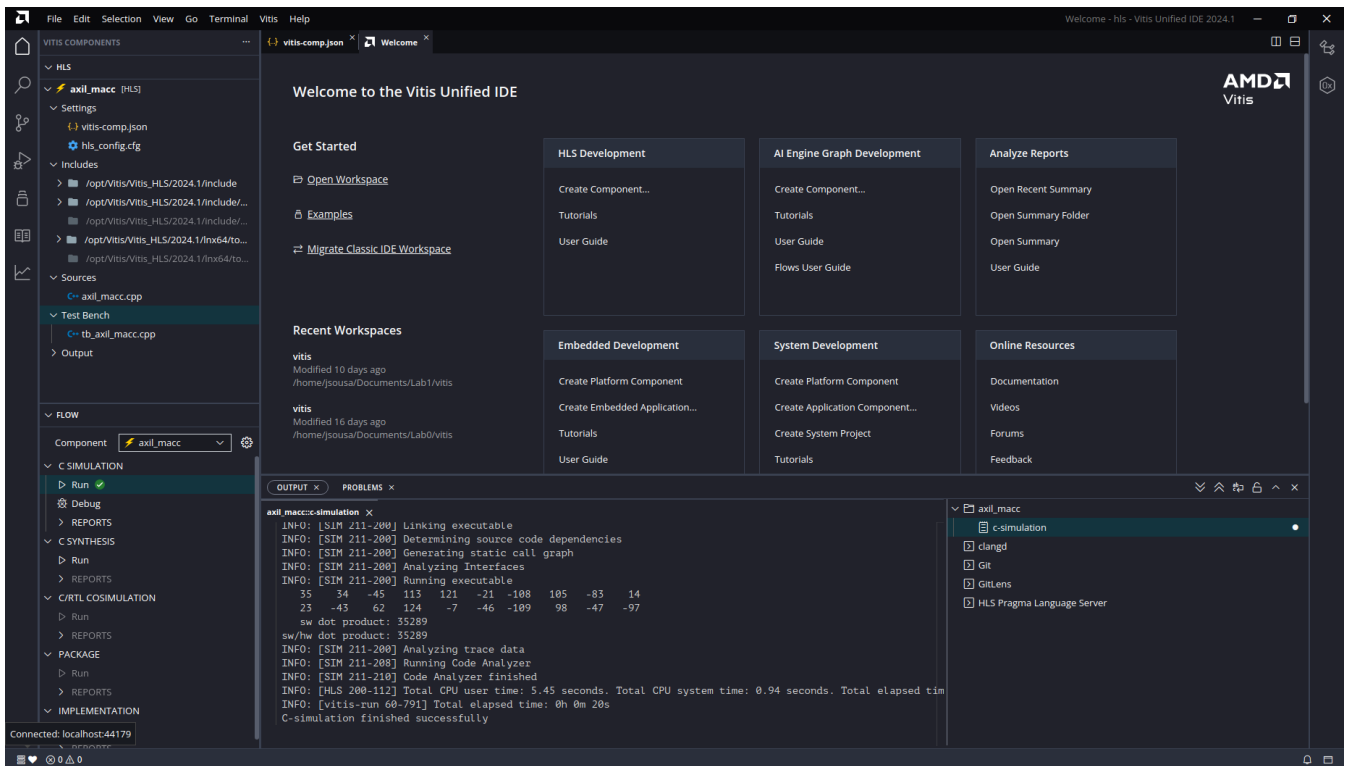 File Edit Selection View Go Terminal Vitis Help
Welcome - hls - Vitis Unified IDE 2024.1
VITIS COMPONENTS
HLS
axil_macc [HLS]
Settings
{..} vitis-comp.json
hls_config.cfg
Includes
/opt/Vitis/Vitis_HLS/2024.1/include
/opt/Vitis/Vitis_HLS/2024.1/include/...
/opt/Vitis/Vitis_HLS/2024.1/include/...
/opt/Vitis/Vitis_HLS/2024.1/lnx64/to...
/opt/Vitis/Vitis_HLS/2024.1/lnx64/to...
Sources
C++ axil_macc.cpp
Test Bench
C++ tb_axil_macc.cpp
Output
FLOW
Component axil_macc
C SIMULATION
Run
Debug
REPORTS
C SYNTHESIS
Run
REPORTS
C/RTL COSIMULATION
Run
REPORTS
PACKAGE
Run
REPORTS
IMPLEMENTATION
Connected: localhost:44179
REPORTS
0 0
{..} vitis-comp.json × Welcome ×
Welcome to the Vitis Unified IDE
AMD
Vitis
Get Started
Open Workspace
Examples
Migrate Classic IDE Workspace
Recent Workspaces
vitis
Modified 10 days ago
/home/jsousa/Documents/Lab1/vitis
vitis
Modified 16 days ago
/home/jsousa/Documents/Lab0/vitis
HLS Development
Create Component...
Tutorials
User Guide
AI Engine Graph Development
Create Component...
Tutorials
User Guide
Flows User Guide
Analyze Reports
Open Recent Summary
Open Summary Folder
Open Summary
User Guide
Embedded Development
Create Platform Component
Create Embedded Application...
Tutorials
User Guide
System Development
Create Platform Component
Create Application Component...
Create System Project
Tutorials
Online Resources
Documentation
Videos
Forums
Feedback
OUTPUT × PROBLEMS ×
axil_macc::c-simulation ×
INFO: [SIM 211-200] Linking executable
INFO: [SIM 211-200] Determining source code dependencies
INFO: [SIM 211-200] Generating static call graph
INFO: [SIM 211-200] Analyzing Interfaces
INFO: [SIM 211-200] Running executable
35 34 -45 113 121 -21 -108 105 -83 14
23 -43 62 124 -7 -46 -109 98 -47 -97
sw dot product: 35289
sw/hw dot product: 35289
INFO: [SIM 211-200] Analyzing trace data
INFO: [SIM 211-208] Running Code Analyzer
INFO: [SIM 211-210] Code Analyzer finished
INFO: [HLS 200-112] Total CPU user time: 5.45 seconds. Total CPU system time: 0.94 seconds. Total elapsed tim
INFO: [vitis-run 60-791] Total elapsed time: 0h 0m 20s
C-simulation finished successfully
axil_macc
c-simulation
clangd
Git
GitLens
HLS Pragma Language Server